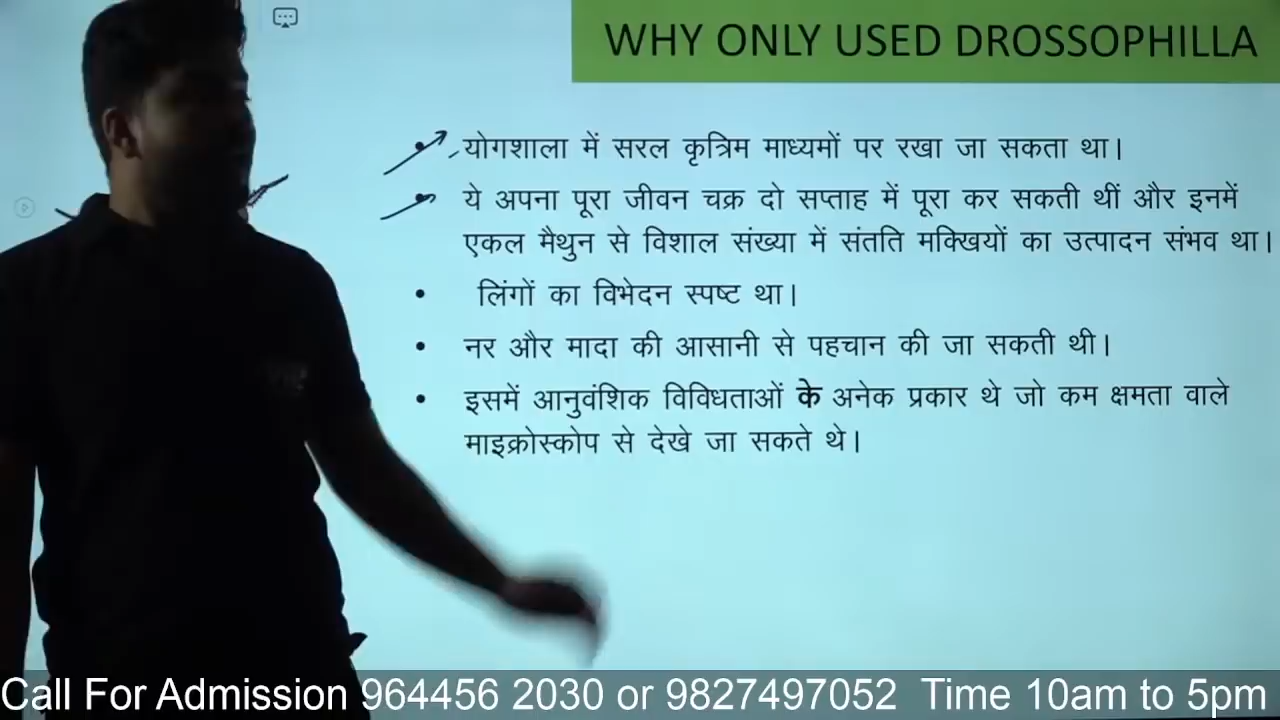 WHY ONLY USED DROSSOPHILLA
योगशाला में सरल कृत्रिम माध्यमों पर रखा जा सकता था।
ये अपना पूरा जीवन चक्र दो सप्ताह में पूरा कर सकती थीं और इनमें
एकल मैथुन से विशाल संख्या में संतति मक्खियों का उत्पादन संभव था।
लिंगों का विभेदन स्पष्ट था।
नर और मादा की आसानी से पहचान की जा सकती थी।
इसमें आनुवंशिक विविधताओं के अनेक प्रकार थे जो कम क्षमता वाले
माइक्रोस्कोप से देखे जा सकते थे।
Call For Admission 964456 2030 or 9827497052 Time 10am to 5pm